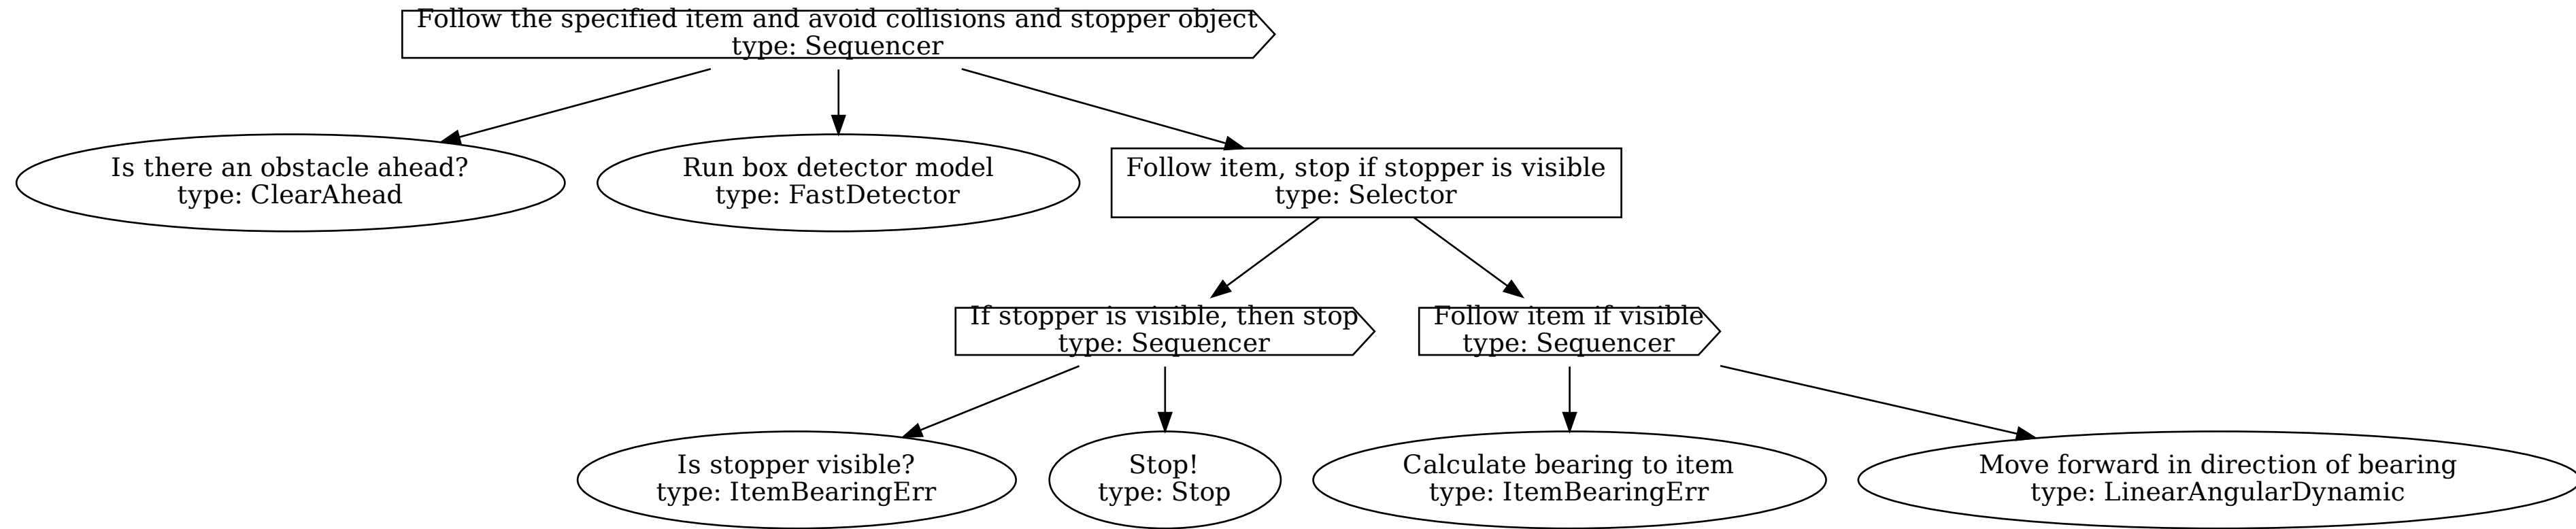 Follow the specified item and avoid collisions and stopper object
type: Sequencer
Is there an obstacle ahead?
type: ClearAhead
Run box detector model
type: FastDetector
Follow item, stop if stopper is visible
type: Selector
If stopper is visible, then stop
type: Sequencer
Follow item if visible
type: Sequencer
Is stopper visible?
type: ItemBearingErr
Stop!
type: Stop
Calculate bearing to item
type: ItemBearingErr
Move forward in direction of bearing
type: LinearAngularDynamic